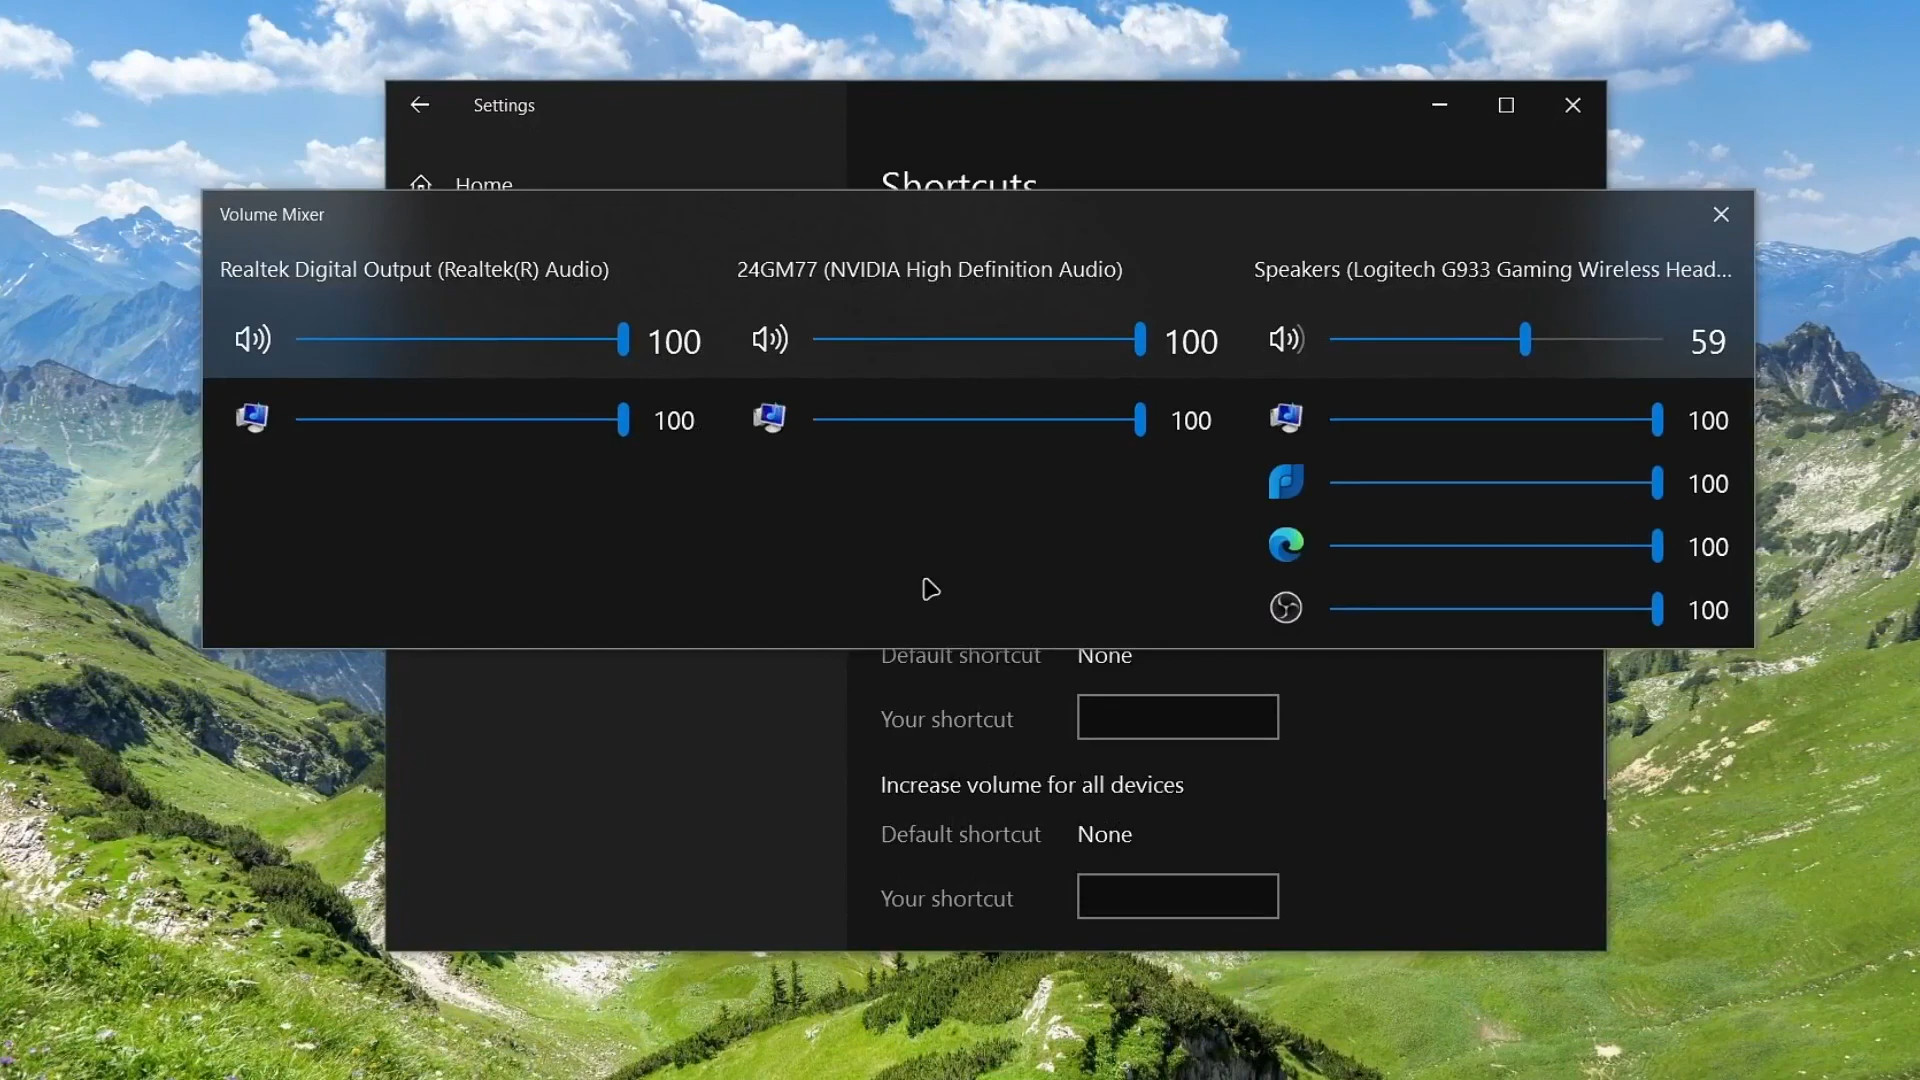 Settings
Home
Shortcuts
Volume Mixer
Realtek Digital Output (Realtek(R) Audio)
24GM77 (NVIDIA High Definition Audio)
Speakers (Logitech G933 Gaming Wireless Head...
100
100
59
100
100
100
100
100
100
Default shortcut None
Your shortcut
Increase volume for all devices
Default shortcut None
Your shortcut